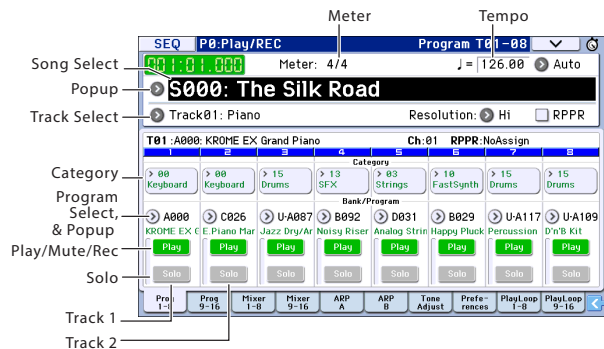 Meter Tempo
SEQ P0:Play/REC Program T01-08
Song Select 001:01.000 Meter: 4/4 ♩= 126.00 Auto
Popup S000: The Silk Road
Track Select Track01: Piano Resolution: Hi RPPR
T01 :A000: KROME EX Grand Piano Ch:01 RPPR:NoAssign
1 2 3 4 5 6 7 8
Category
Category > 00 > 00 > 15 > 13 > 03 > 10 > 15 > 15
Keyboard Keyboard Drums SFX Strings FastSynth Drums Drums
Bank/Program
Program Select, & Popup A000 C026 U-A087 B092 D031 B029 U-A117 U-A109
KROME EX G E.Piano Mar Jazz Dry/Ar Noisy Riser Analog Strin Happy Pluck Percussion D'n'B Kit
Play/Mute/Rec Play Play Play Play Play Play Play Play
Solo Solo Solo Solo Solo Solo Solo Solo Solo
Prog 1-8 Prog 9-16 Mixer 1-8 Mixer 9-16 ARP A ARP B Tone Adjust Prefe-rences PlayLoop 1-8 PlayLoop 9-16
Track 1
Track 2